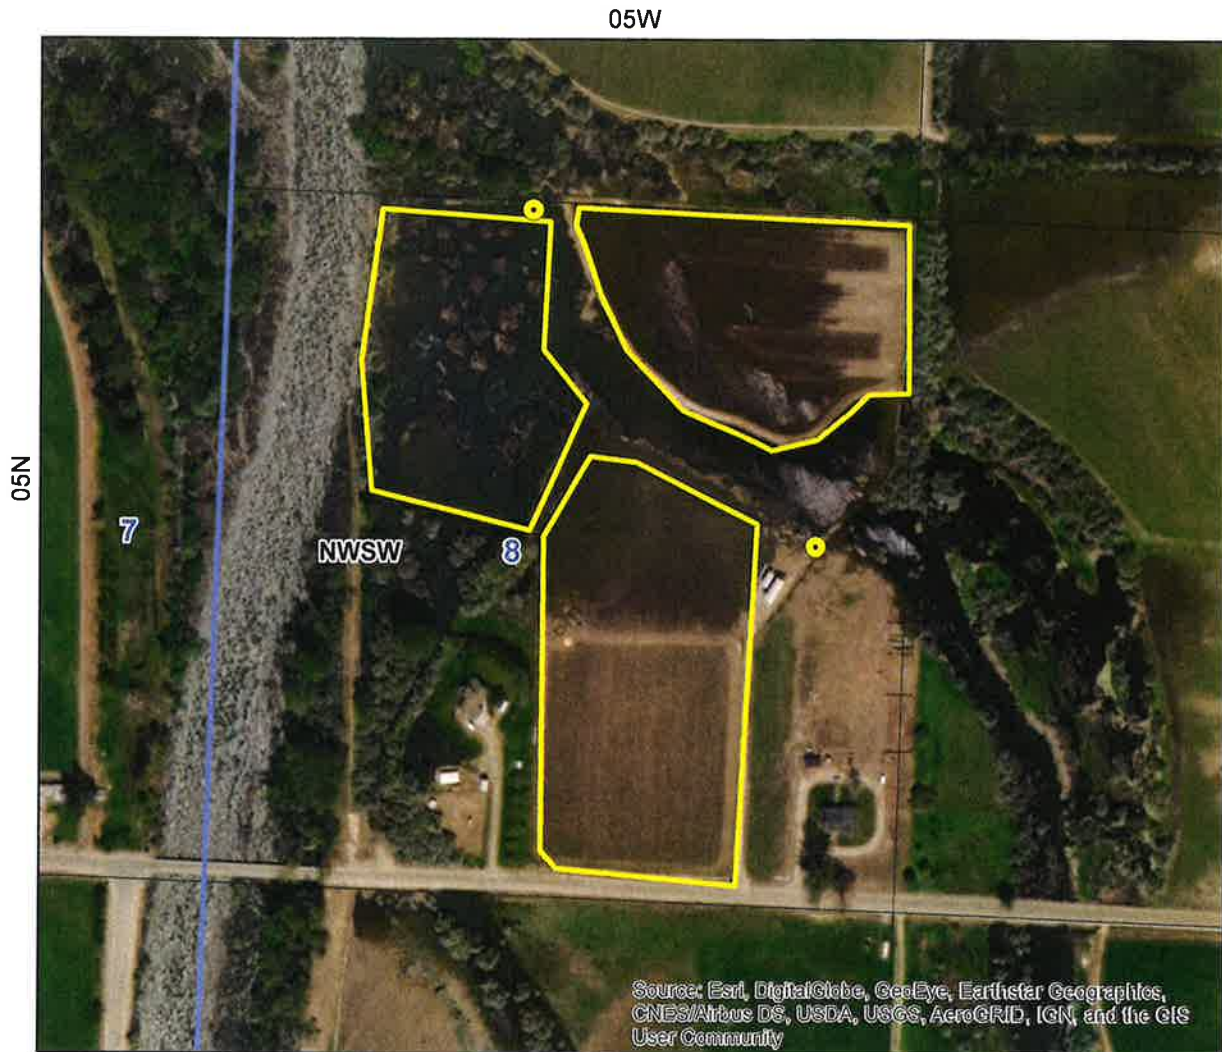 05W
05N
7
NWSW
8
Source: Esri, DigitalGlobe, GeoEye, Earthstar Geographics,
CNES/Airbus DS, USDA, USGS, AeroGRID, IGN, and the GIS
User Community